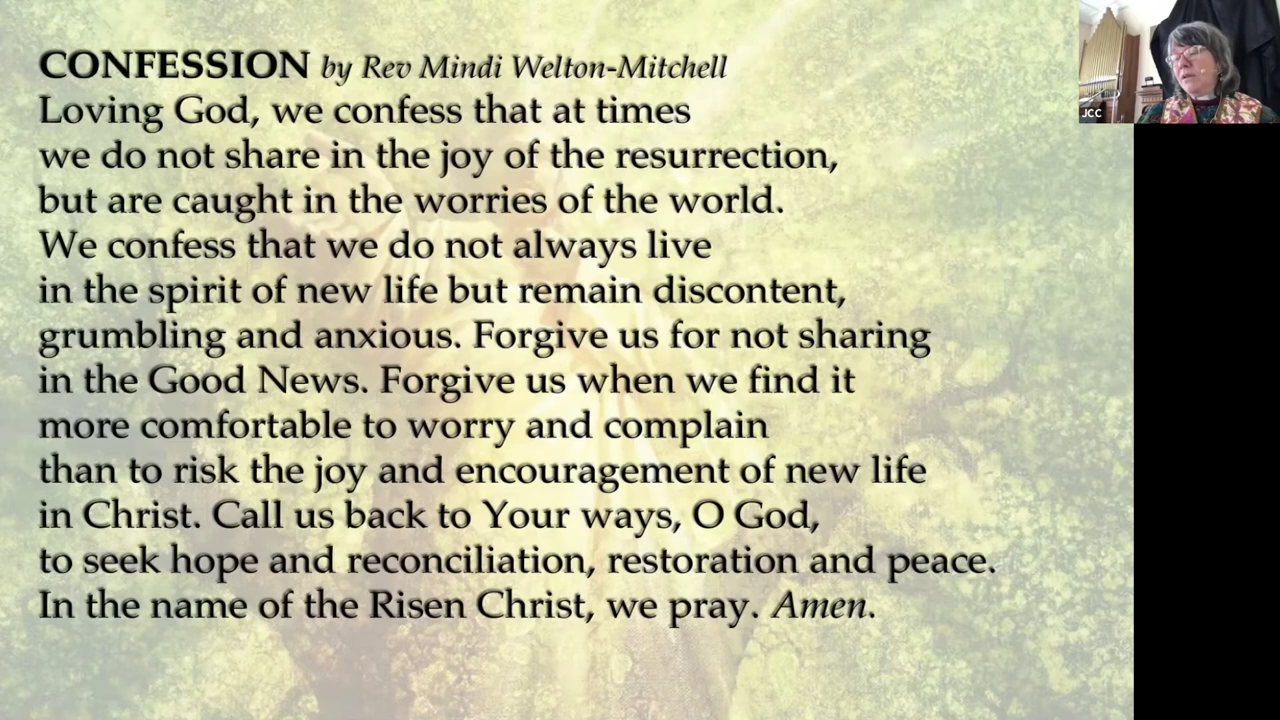 CONFESSION by Rev Mindi Welton-Mitchell
Loving God, we confess that at times
we do not share in the joy of the resurrection,
but are caught in the worries of the world.
We confess that we do not always live
in the spirit of new life but remain discontent,
grumbling and anxious. Forgive us for not sharing
in the Good News. Forgive us when we find it
more comfortable to worry and complain
than to risk the joy and encouragement of new life
in Christ. Call us back to Your ways, O God,
to seek hope and reconciliation, restoration and peace.
In the name of the Risen Christ, we pray. Amen.
JCC